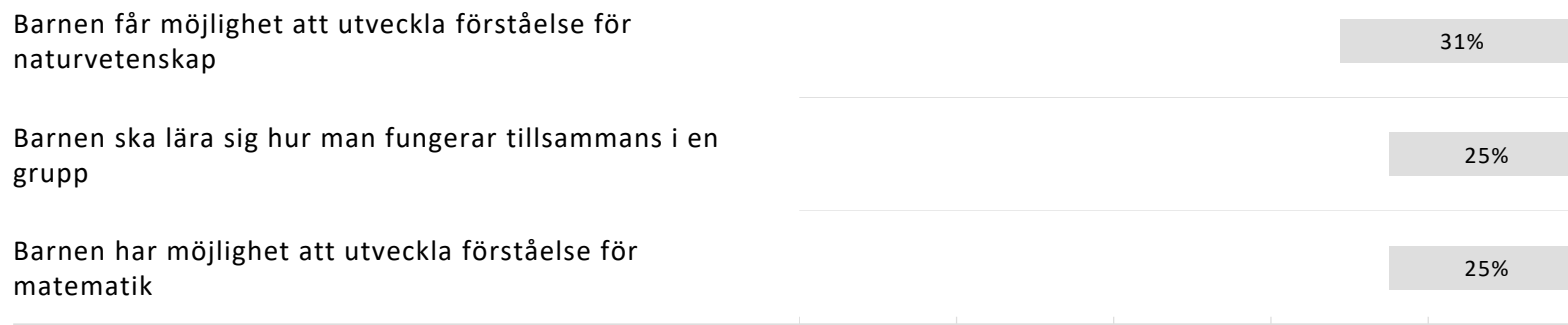 Barnen får möjlighet att utveckla förståelse för
naturvetenskap
31%
Barnen ska lära sig hur man fungerar tillsammans i en
grupp
25%
Barnen har möjlighet att utveckla förståelse för
matematik
25%